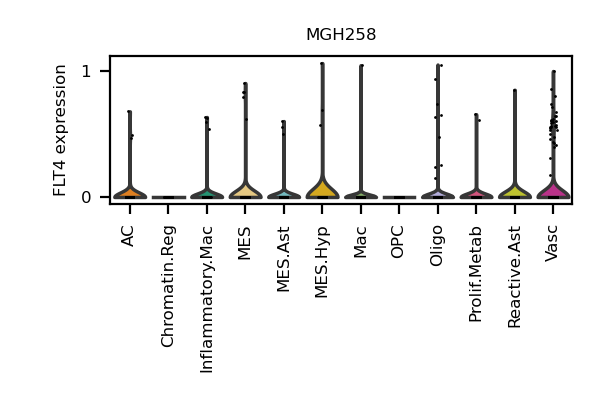 MGH258
FLT4 expression
1
0
AC
Chromatin.Reg
Inflammatory.Mac
MES
MES.Ast
MES.Hyp
Mac
OPC
Oligo
Prolif.Metab
Reactive.Ast
Vasc